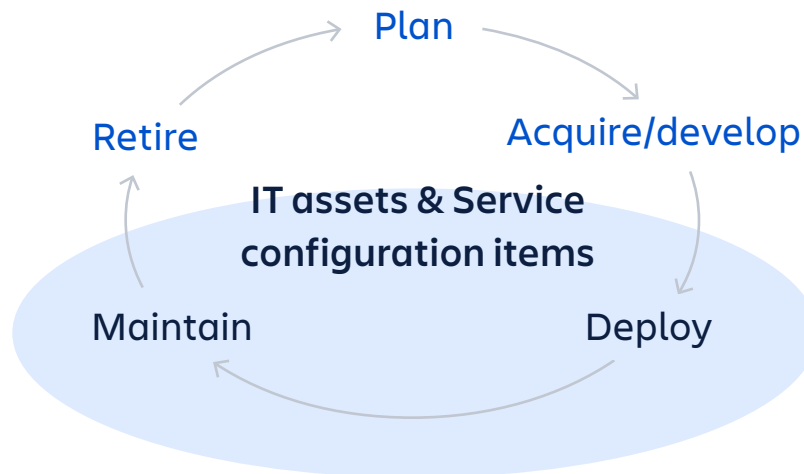 Plan
Retire
Acquire/develop
IT assets & Service
configuration items
Maintain
Deploy